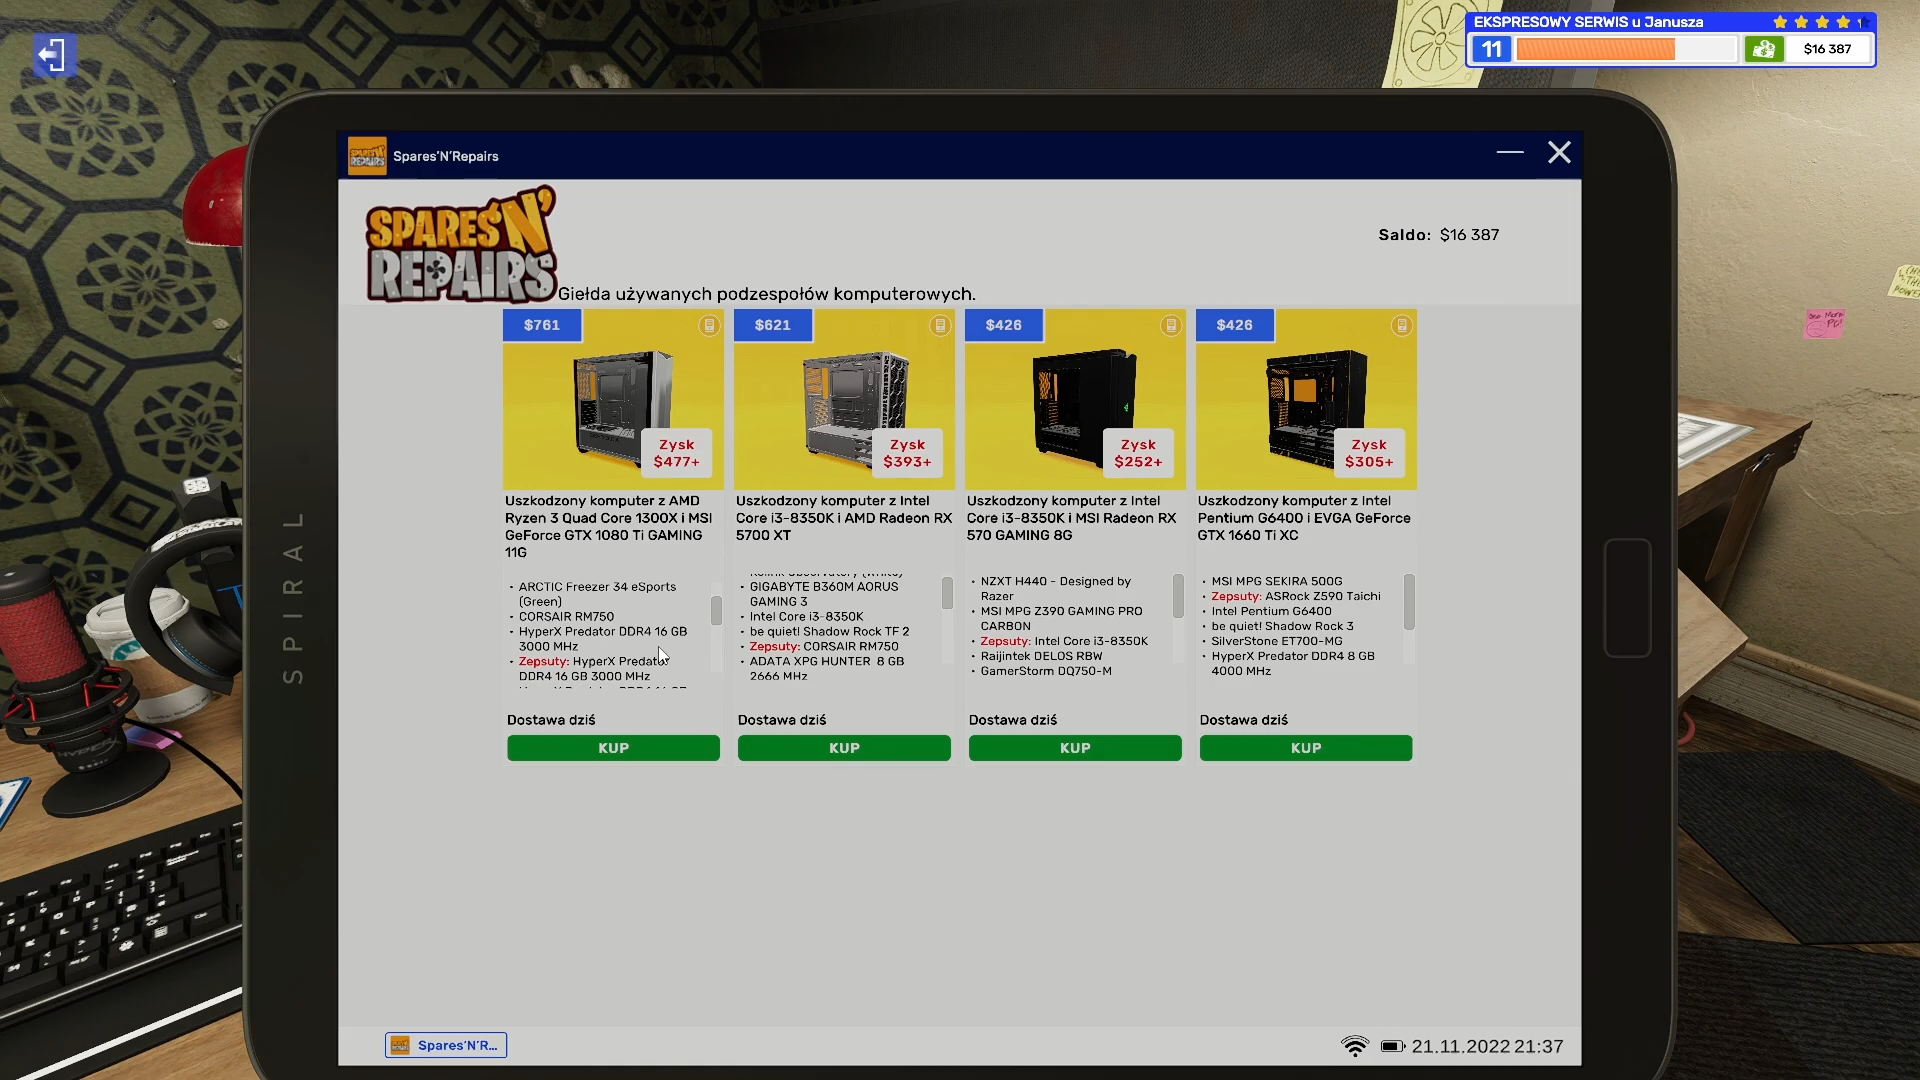 EKSPRESOWY SERWIS u Janusza
11
$16 387
Spares'N'Repairs
SPARES'N'
REPAIRS
Saldo: $16 387
Giełda używanych podzespołów komputerowych.
$761
Zysk
$477+
Uszkodzony komputer z AMD
Ryzen 3 Quad Core 1300X i MSI
GeForce GTX 1080 Ti GAMING
11G
• ARCTIC Freezer 34 eSports
(Green)
• CORSAIR RM750
• HyperX Predator DDR4 16 GB
3000 MHz
• Zepsuty: HyperX Predator
DDR4 16 GB 3000 MHz
Dostawa dziś
KUP
$621
Zysk
$393+
Uszkodzony komputer z Intel
Core i3-8350K i AMD Radeon RX
5700 XT
• GIGABYTE B360M AORUS
GAMING 3
• Intel Core i3-8350K
• be quiet! Shadow Rock TF 2
• Zepsuty: CORSAIR RM750
• ADATA XPG HUNTER 8 GB
2666 MHz
Dostawa dziś
KUP
$426
Zysk
$252+
Uszkodzony komputer z Intel
Core i3-8350K i MSI Radeon RX
570 GAMING 8G
• NZXT H440 - Designed by
Razer
• MSI MPG Z390 GAMING PRO
CARBON
• Zepsuty: Intel Core i3-8350K
• Raijintek DELOS RBW
• GamerStorm DQ750-M
Dostawa dziś
KUP
$426
Zysk
$305+
Uszkodzony komputer z Intel
Pentium G6400 i EVGA GeForce
GTX 1660 Ti XC
• MSI MPG SEKIRA 500G
• Zepsuty: ASRock Z590 Taichi
• Intel Pentium G6400
• be quiet! Shadow Rock 3
• SilverStone ET700-MG
• HyperX Predator DDR4 8 GB
4000 MHz
Dostawa dziś
KUP
SPIRAL
Spares'N'R...
21.11.2022 21:37